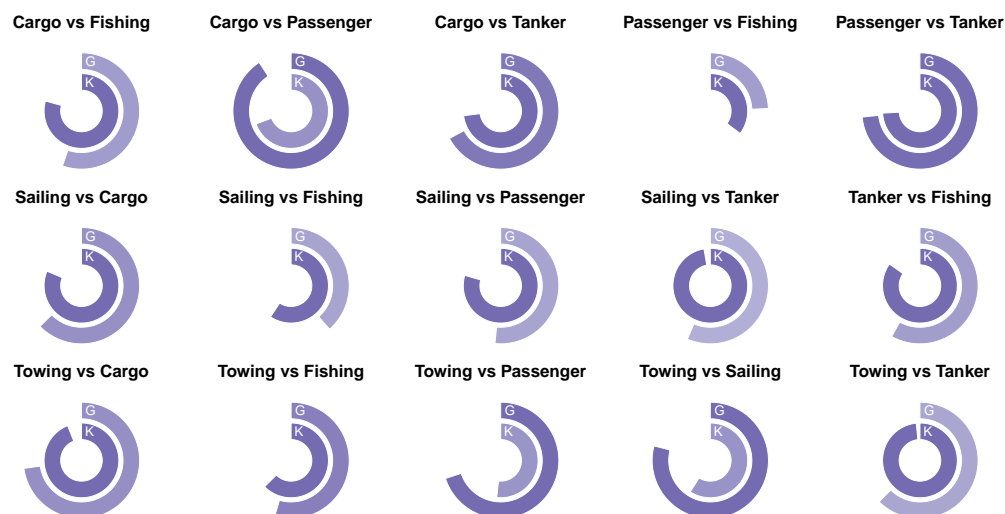 Cargo vs Fishing
Cargo vs Passenger
Cargo vs Tanker
Passenger vs Fishing
Passenger vs Tanker
G
K
G
K
G
K
G
K
G
K
Sailing vs Cargo
Sailing vs Fishing
Sailing vs Passenger
Sailing vs Tanker
Tanker vs Fishing
G
K
G
K
G
K
G
K
G
K
Towing vs Cargo
Towing vs Fishing
Towing vs Passenger
Towing vs Sailing
Towing vs Tanker
G
K
G
K
G
K
G
K
G
K